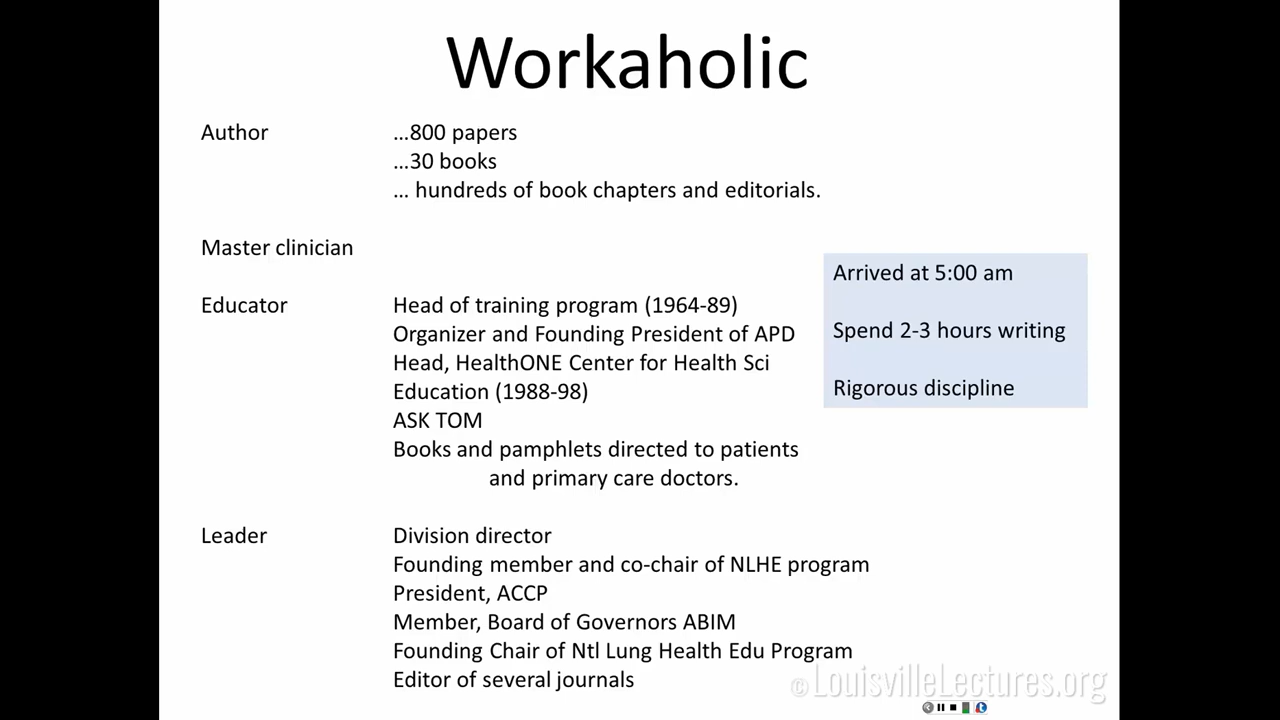 Workaholic
Author …800 papers
…30 books
… hundreds of book chapters and editorials.
Master clinician
Educator Head of training program (1964-89)
Organizer and Founding President of APD
Head, HealthONE Center for Health Sci
Education (1988-98)
ASK TOM
Books and pamphlets directed to patients
and primary care doctors.
Arrived at 5:00 am
Spend 2-3 hours writing
Rigorous discipline
Leader Division director
Founding member and co-chair of NLHE program
President, ACCP
Member, Board of Governors ABIM
Founding Chair of Ntl Lung Health Edu Program
Editor of several journals
©LouisvilleLectures.org